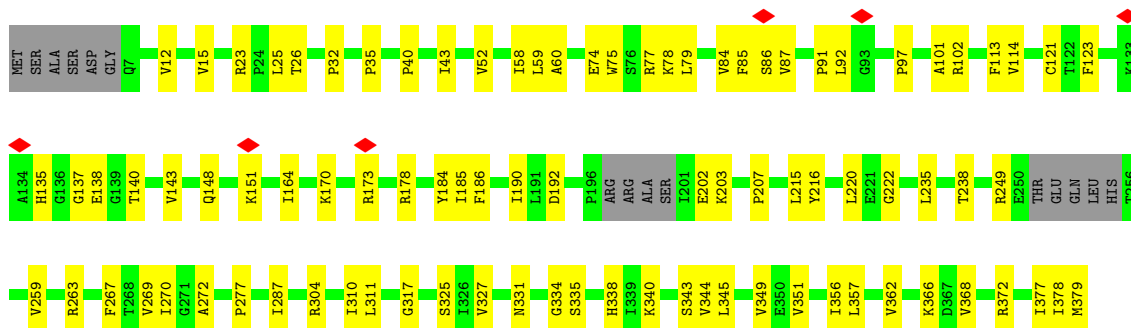 MET SER ALA SER ASP GLY Q7 V12 V15 R23 P24 L25 T26 P32 P35 P40 I43 V52 I58 L59 A60 E74 W75 S76 R77 K78 L79 V84 F85 S86 V87 P91 L92 G93 P97 A101 R102 F113 V114 C121 T122 F123 K133
A134 H135 G136 G137 E138 G139 T140 V143 Q148 K151 I164 K170 R173 R178 Y184 I185 F186 I190 L191 D192 P196 ARG ARG ALA SER I201 E202 K203 P207 L215 Y216 L220 E221 G222 L235 T238 R249 E250 THR GLU GLN LEU HIS T256
V259 R263 F267 T268 V269 I270 G271 A272 P277 I287 R304 I310 L311 G317 S325 I326 V327 N331 G334 S335 H338 I339 K340 S343 V344 L345 V349 E350 V351 I356 L357 V362 K366 D367 V368 R372 I377 I378 M379